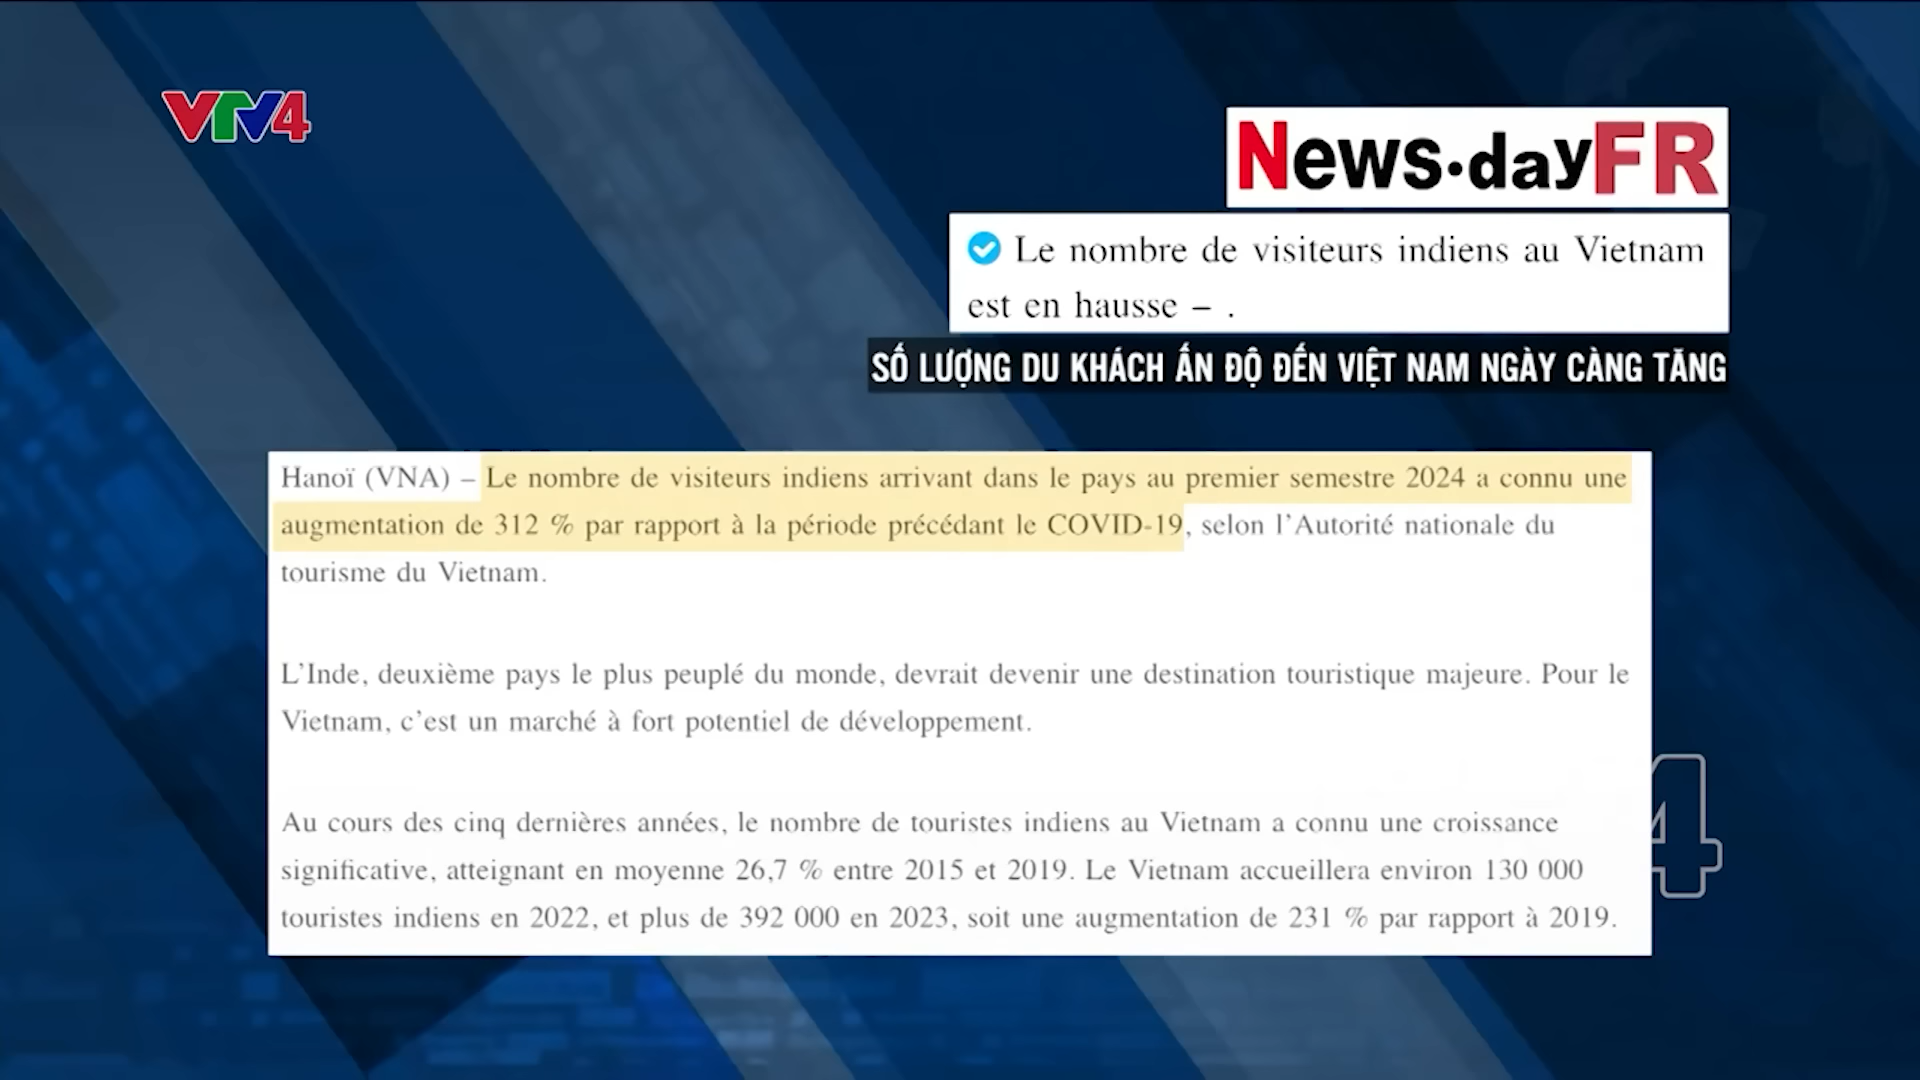 VTV4
News·dayFR
Le nombre de visiteurs indiens au Vietnam
est en hausse – .
SỐ LƯỢNG DU KHÁCH ẤN ĐỘ ĐẾN VIỆT NAM NGÀY CÀNG TĂNG
Hanoï (VNA) – Le nombre de visiteurs indiens arrivant dans le pays au premier semestre 2024 a connu une
augmentation de 312 % par rapport à la période précédant le COVID-19, selon l’Autorité nationale du
tourisme du Vietnam.
L’Inde, deuxième pays le plus peuplé du monde, devrait devenir une destination touristique majeure. Pour le
Vietnam, c’est un marché à fort potentiel de développement.
Au cours des cinq dernières années, le nombre de touristes indiens au Vietnam a connu une croissance
significative, atteignant en moyenne 26,7 % entre 2015 et 2019. Le Vietnam accueillera environ 130 000
touristes indiens en 2022, et plus de 392 000 en 2023, soit une augmentation de 231 % par rapport à 2019.
4